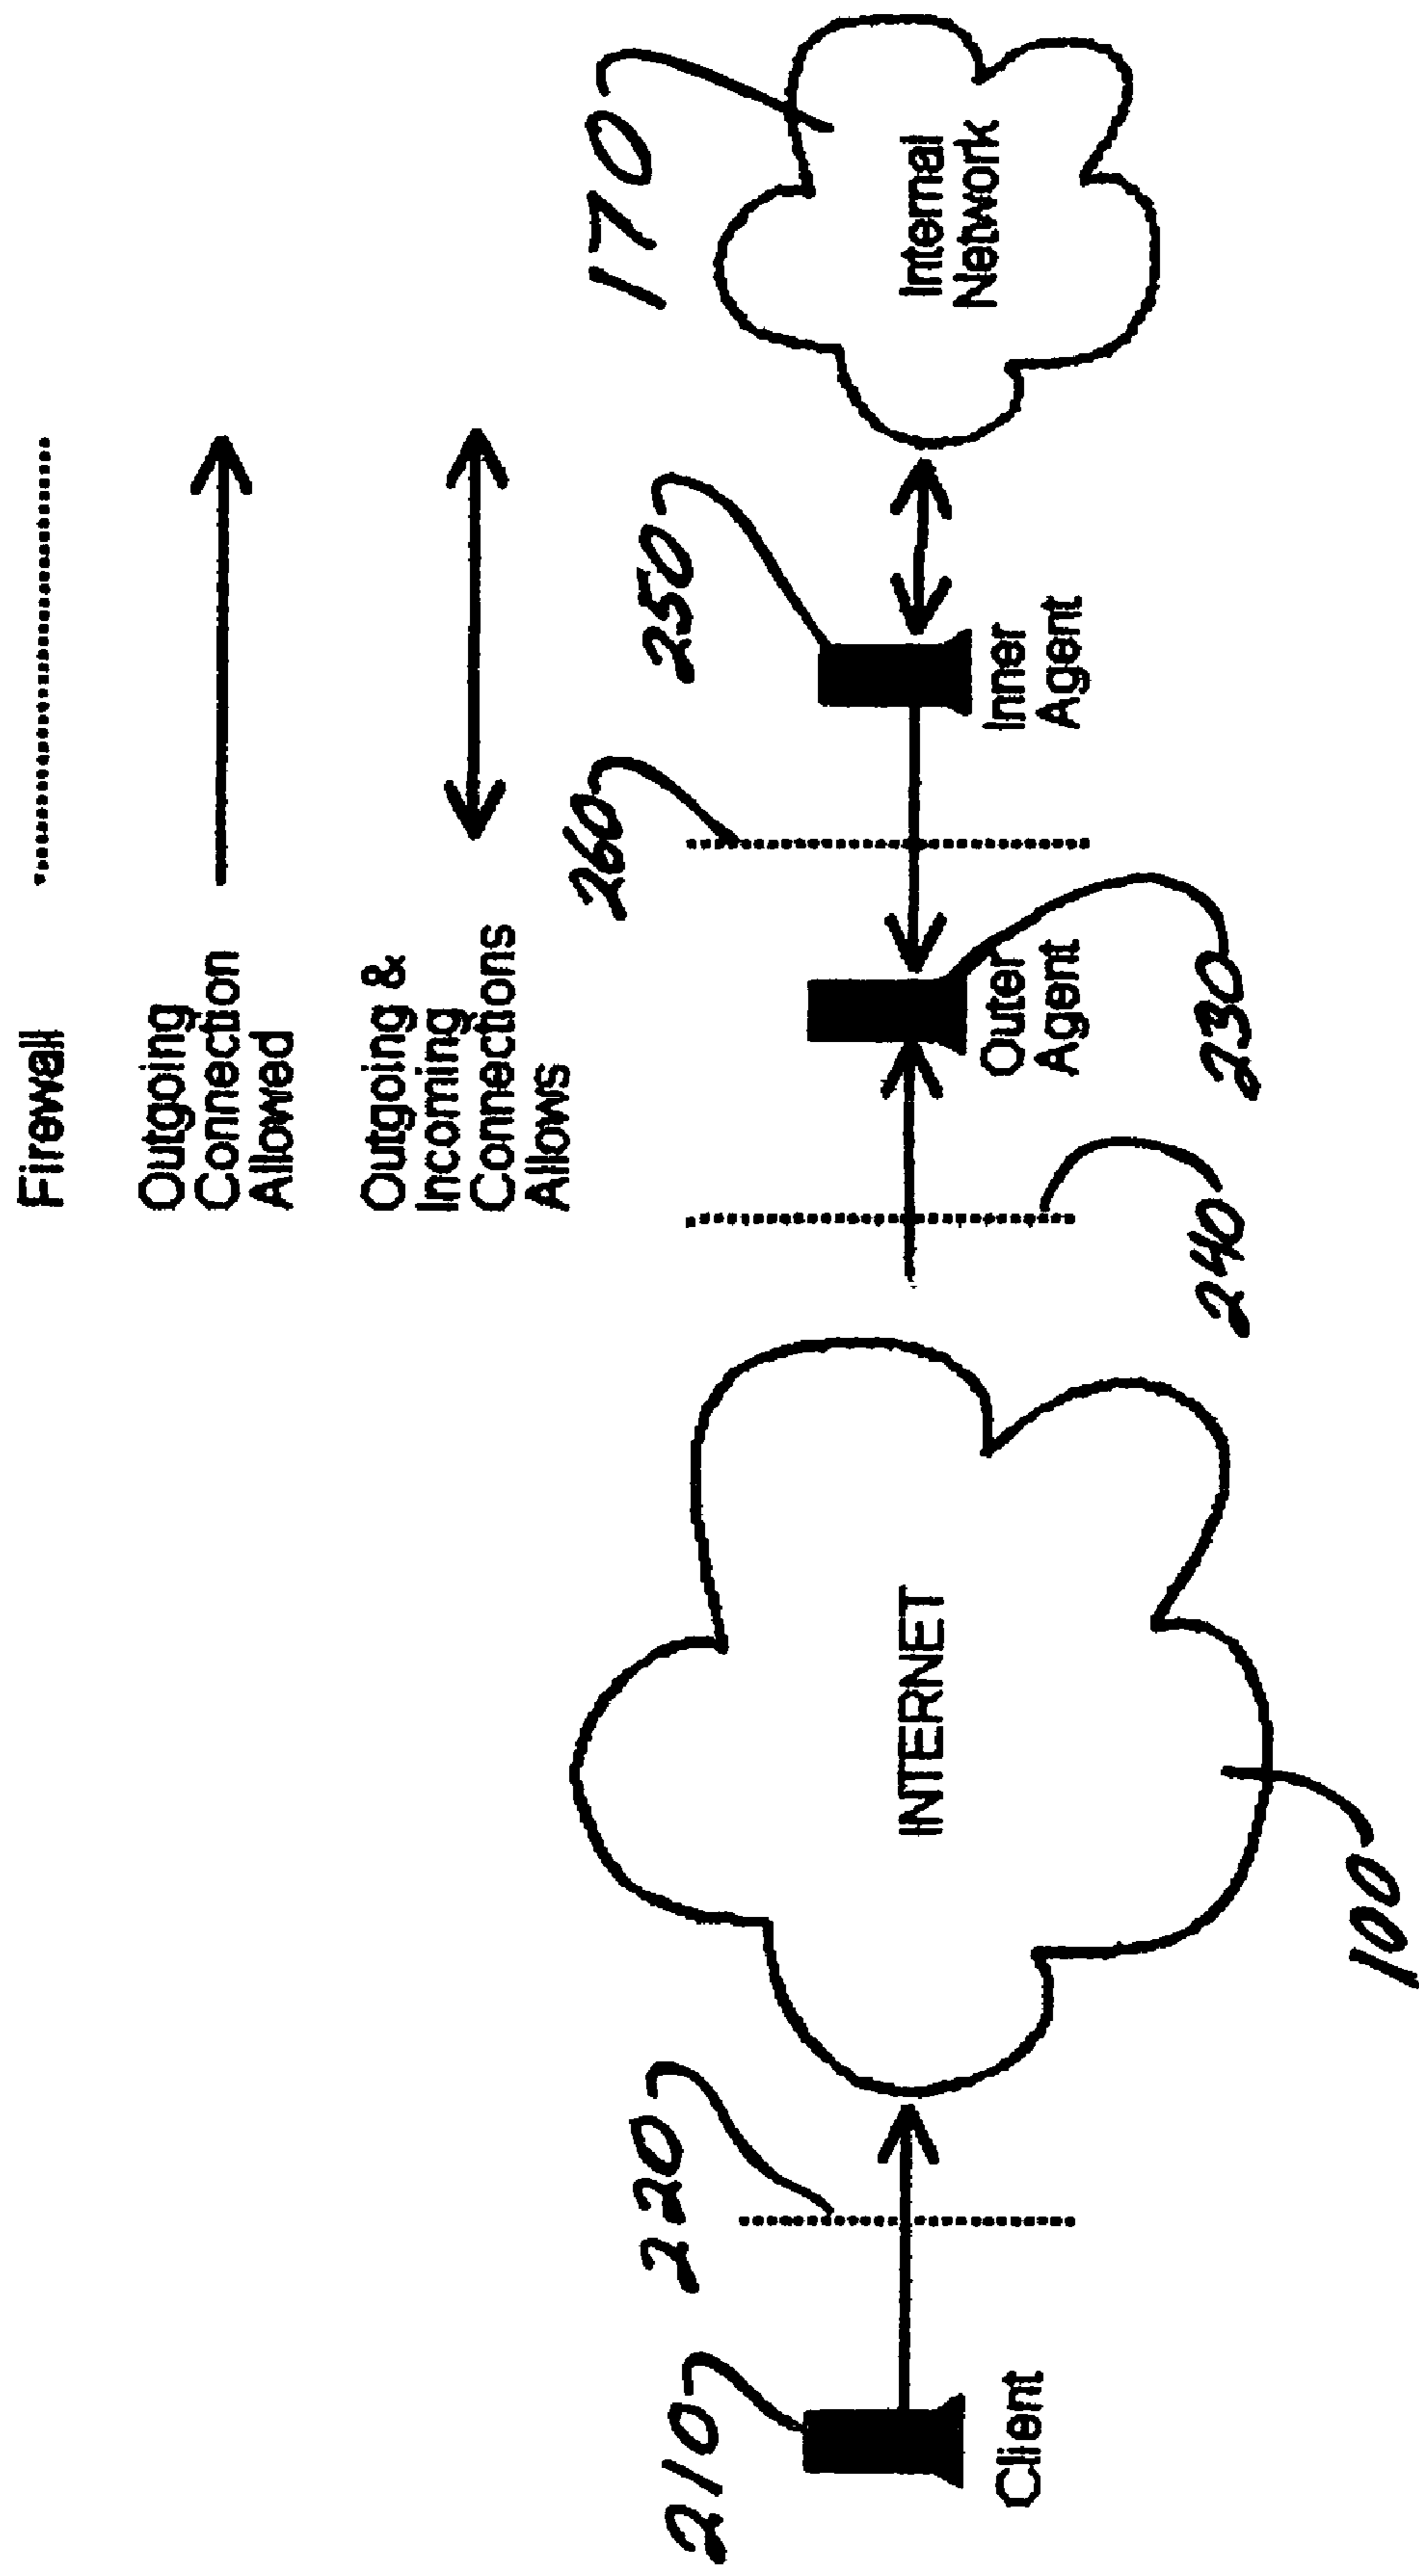 Firewall
Outgoing
Connection
Allowed
Outgoing &
Incoming
Connections
Allows
210
220
260
250
170
Client
INTERNET
Outer
Agent
Inner
Agent
Internal
Network
100
240
230